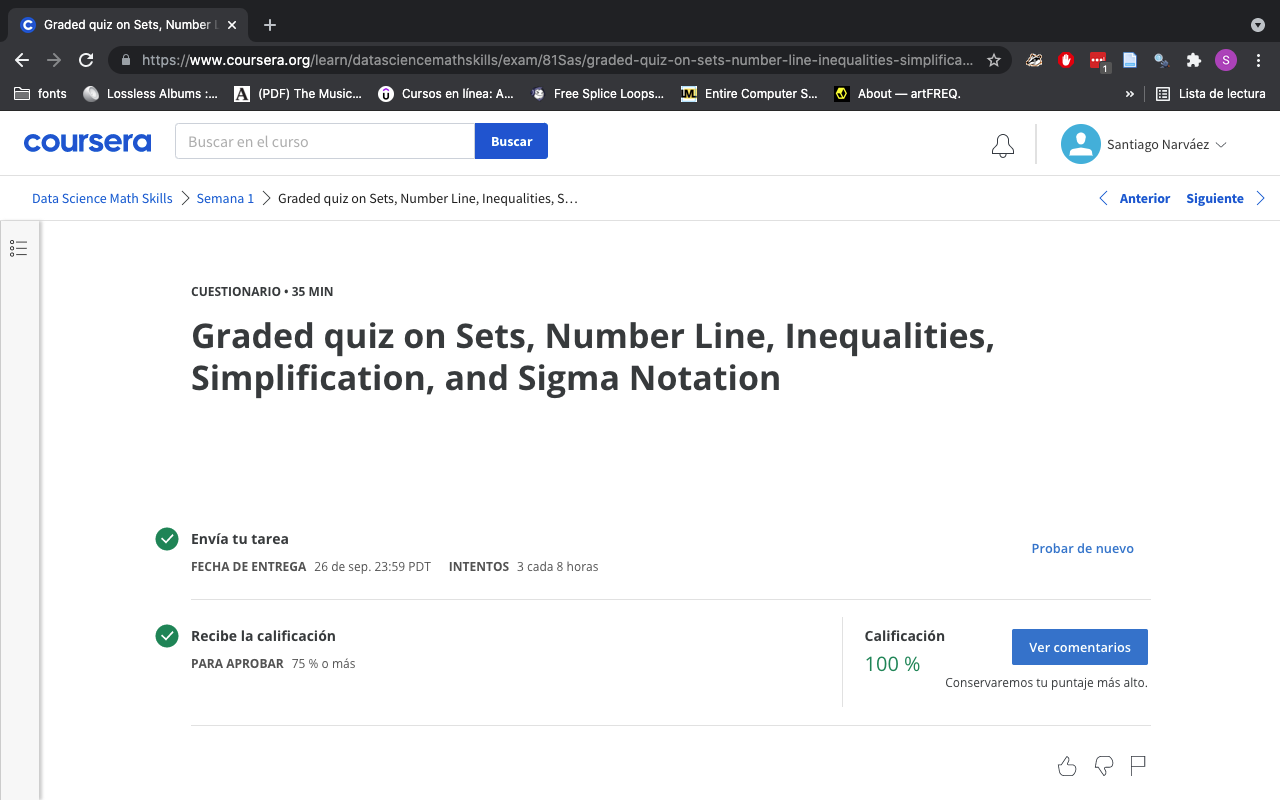 Graded quiz on Sets, Number L
https://www.coursera.org/learn/datasciencemathskills/exam/81Sas/graded-quiz-on-sets-number-line-inequalities-simplifica...
S
1
fonts
Lossless Albums :...
(PDF) The Music...
Cursos en línea: A...
Free Splice Loops...
Entire Computer S...
About — artFREQ.
»
Lista de lectura
coursera
Buscar en el curso
Buscar
Santiago Narváez
Data Science Math Skills
Semana 1
Graded quiz on Sets, Number Line, Inequalities, S…
Anterior
Siguiente
CUESTIONARIO • 35 MIN
Graded quiz on Sets, Number Line, Inequalities,
Simplification, and Sigma Notation
Envía tu tarea
FECHA DE ENTREGA 26 de sep. 23:59 PDT INTENTOS 3 cada 8 horas
Probar de nuevo
Recibe la calificación
PARA APROBAR 75 % o más
Calificación
100 %
Ver comentarios
Conservaremos tu puntaje más alto.